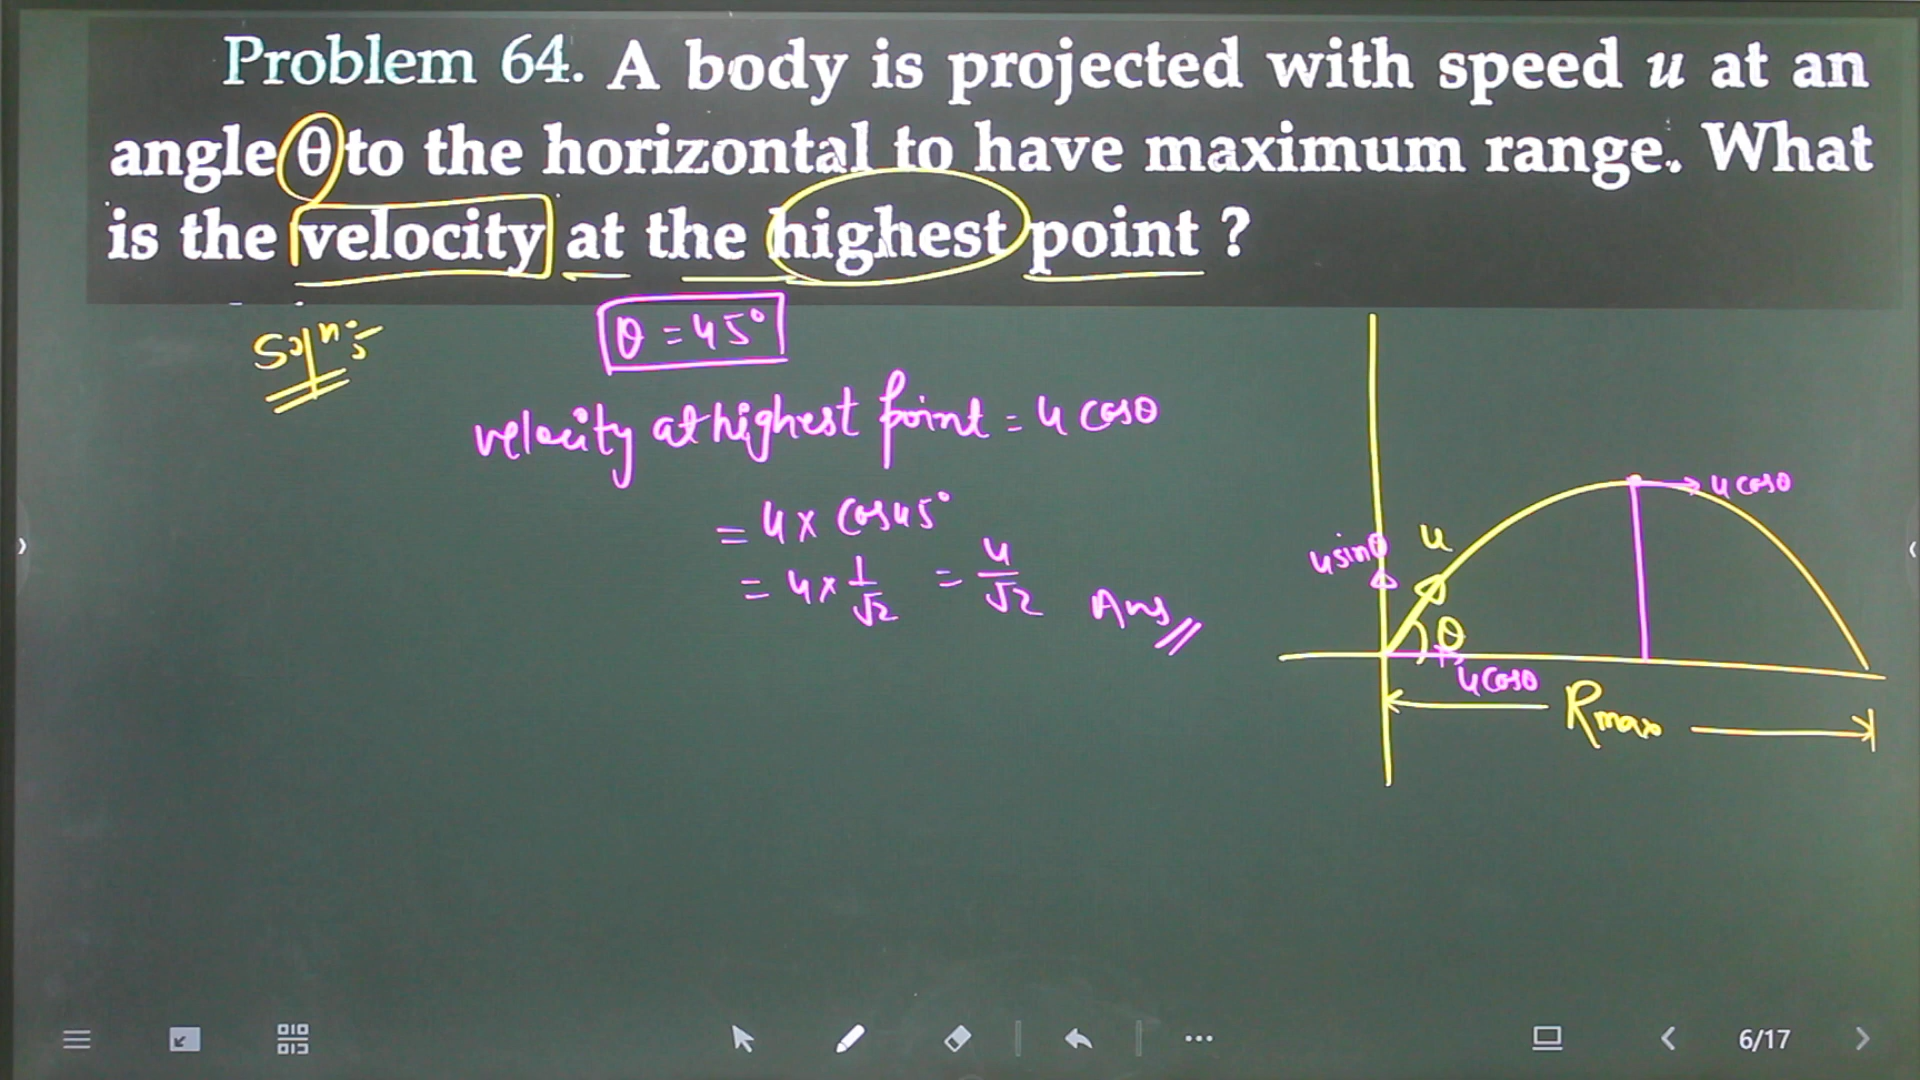 Problem 64. A body is projected with speed u at an
angle θ to the horizontal to have maximum range. What
is the velocity at the highest point ?
Solⁿ:-
θ = 45°
velocity at highest point = u cosθ
= u × cos45°
= u × 1/√2 = u/√2 Ans
u cosθ
u sinθ
u
θ
u cosθ
Rmax
6/17